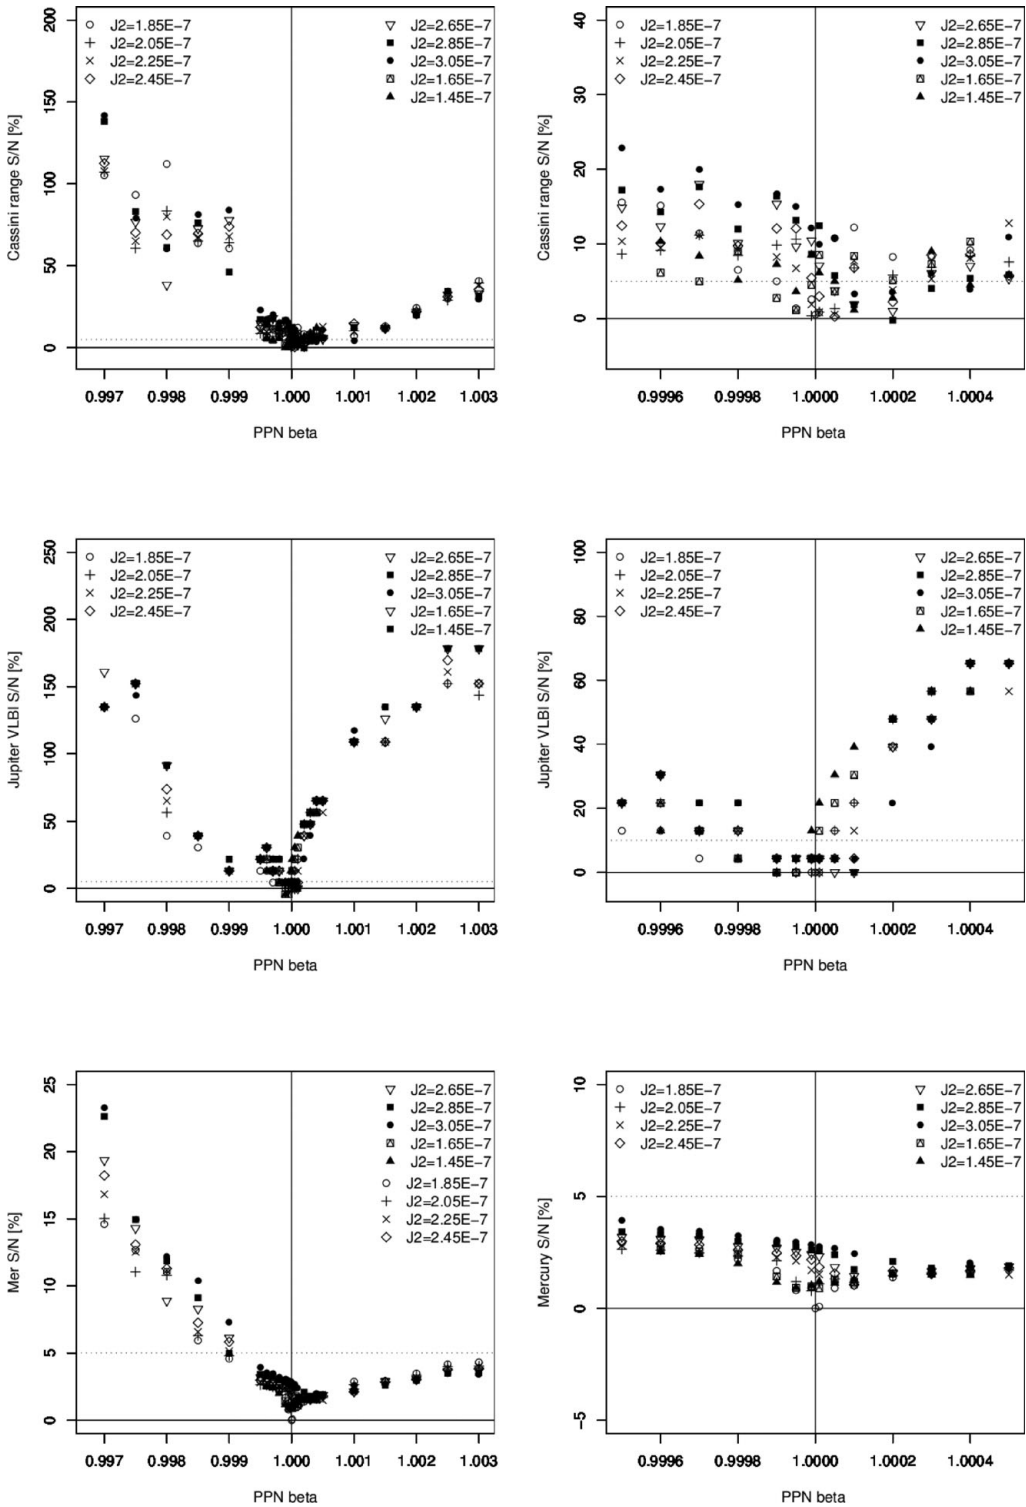 200
150
100
50
0
Cassini range S/N [%]
J2=1.85E−7
J2=2.05E−7
J2=2.25E−7
J2=2.45E−7
J2=2.65E−7
J2=2.85E−7
J2=3.05E−7
J2=1.65E−7
J2=1.45E−7
0.997 0.998 0.999 1.000 1.001 1.002 1.003
PPN beta
40
30
20
10
0
Cassini range S/N [%]
J2=1.85E−7
J2=2.05E−7
J2=2.25E−7
J2=2.45E−7
J2=2.65E−7
J2=2.85E−7
J2=3.05E−7
J2=1.65E−7
J2=1.45E−7
0.9996 0.9998 1.0000 1.0002 1.0004
PPN beta
250
200
150
100
50
0
Jupiter VLBI S/N [%]
J2=1.85E−7
J2=2.05E−7
J2=2.25E−7
J2=2.45E−7
J2=2.65E−7
J2=2.85E−7
J2=3.05E−7
J2=1.65E−7
J2=1.45E−7
0.997 0.998 0.999 1.000 1.001 1.002 1.003
PPN beta
100
80
60
40
20
0
Jupiter VLBI S/N [%]
J2=1.85E−7
J2=2.05E−7
J2=2.25E−7
J2=2.45E−7
J2=2.65E−7
J2=2.85E−7
J2=3.05E−7
J2=1.65E−7
J2=1.45E−7
0.9996 0.9998 1.0000 1.0002 1.0004
PPN beta
25
20
15
10
5
0
Mer S/N [%]
J2=2.65E−7
J2=2.85E−7
J2=3.05E−7
J2=1.65E−7
J2=1.45E−7
J2=1.85E−7
J2=2.05E−7
J2=2.25E−7
J2=2.45E−7
0.997 0.998 0.999 1.000 1.001 1.002 1.003
PPN beta
10
5
0
−5
Mercury S/N [%]
J2=1.85E−7
J2=2.05E−7
J2=2.25E−7
J2=2.45E−7
J2=2.65E−7
J2=2.85E−7
J2=3.05E−7
J2=1.65E−7
J2=1.45E−7
0.9996 0.9998 1.0000 1.0002 1.0004
PPN beta